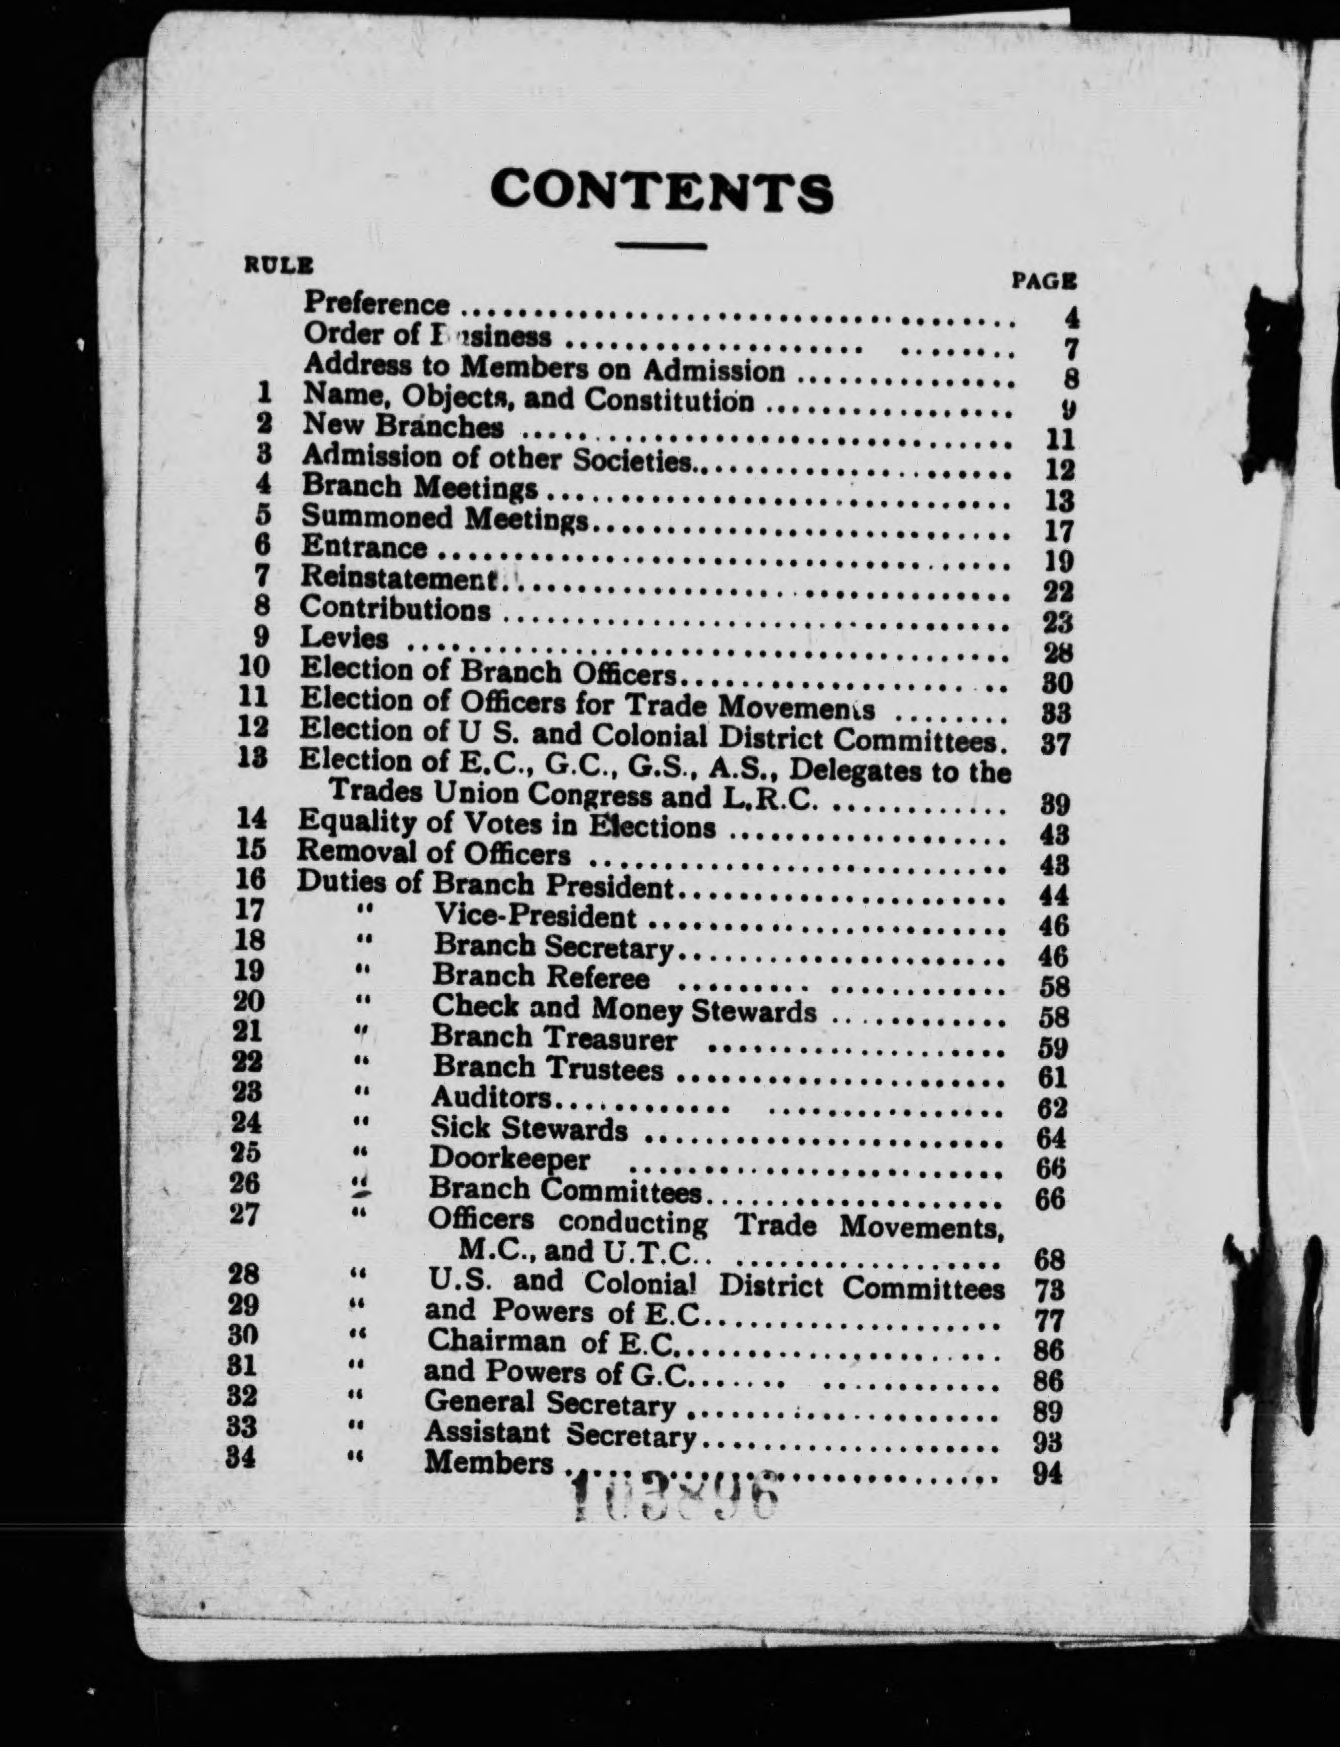 CONTENTS
RULE
PAGE
Preference ........................................ 4
Order of Business ............................ 7
Address to Members on Admission ............... 8
1 Name, Objects, and Constitution ................. 9
2 New Branches .................................. 11
3 Admission of other Societies..................... 12
4 Branch Meetings ................................ 13
5 Summoned Meetings............................. 17
6 Entrance ....................................... 19
7 Reinstatement................................... 22
8 Contributions ................................... 23
9 Levies ......................................... 28
10 Election of Branch Officers...................... 30
11 Election of Officers for Trade Movements ........ 33
12 Election of U S. and Colonial District Committees. 37
13 Election of E.C., G.C., G.S., A.S., Delegates to the
Trades Union Congress and L.R.C. ............ 39
14 Equality of Votes in Elections ................... 43
15 Removal of Officers ............................ 43
16 Duties of Branch President...................... 44
17 " Vice-President ........................ 46
18 " Branch Secretary...................... 46
19 " Branch Referee ..................... 58
20 " Check and Money Stewards ............ 58
21 " Branch Treasurer .................... 59
22 " Branch Trustees ...................... 61
23 " Auditors............................ 62
24 " Sick Stewards ........................ 64
25 " Doorkeeper ......................... 66
26 " Branch Committees.................... 66
27 " Officers conducting Trade Movements,
M.C., and U.T.C.. .................. 68
28 " U.S. and Colonial District Committees 73
29 " and Powers of E.C.................... 77
30 " Chairman of E.C...................... 86
31 " and Powers of G.C................... 86
32 " General Secretary ..................... 89
33 " Assistant Secretary.................... 93
34 " Members ............................. 94
103896